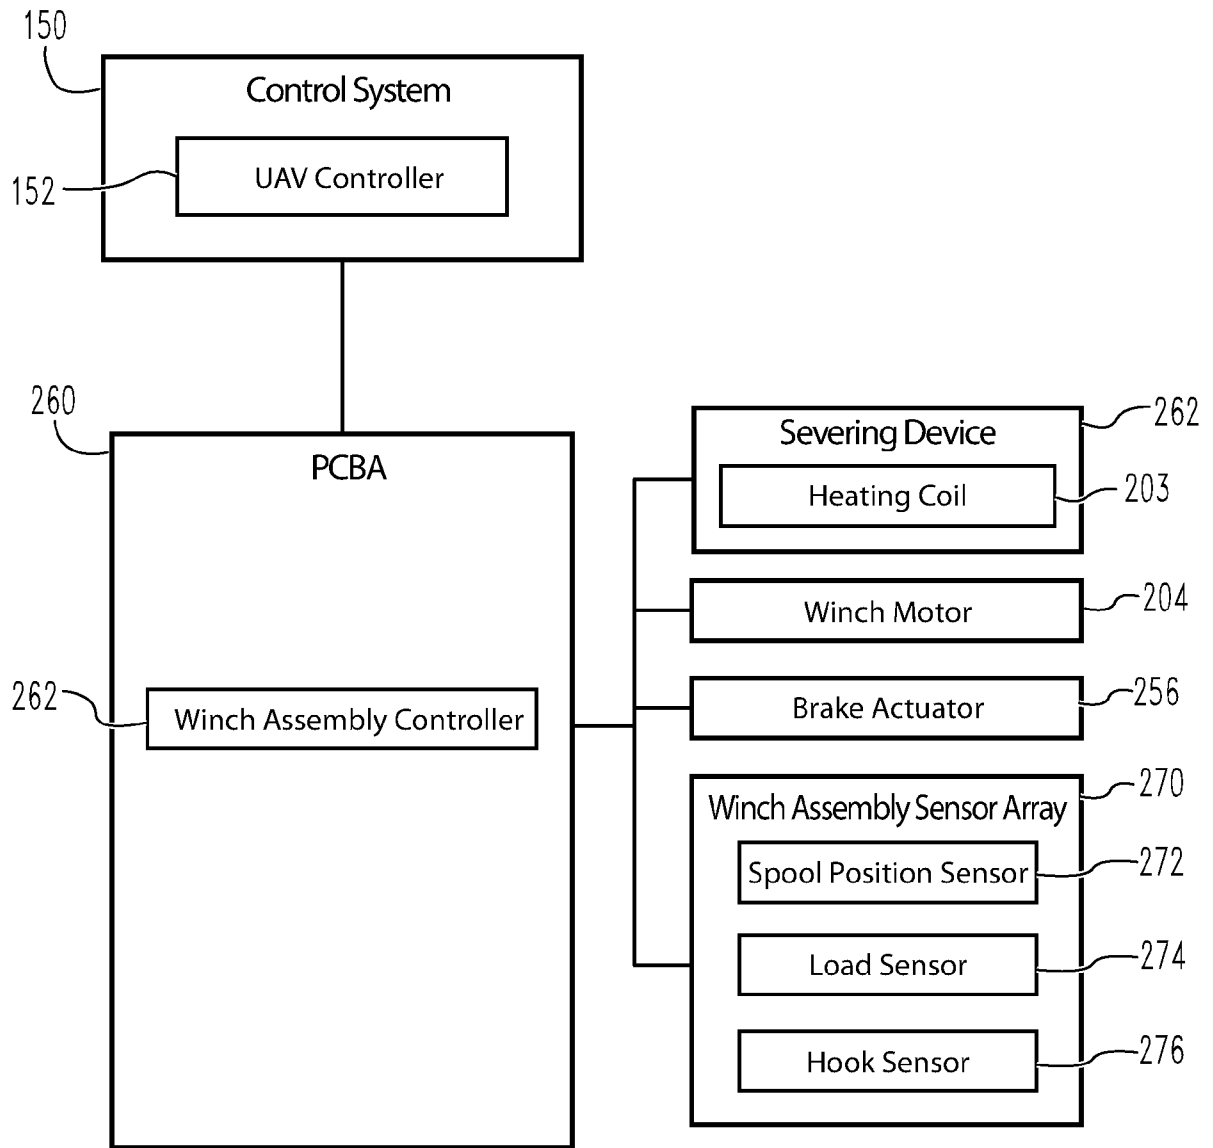 150
Control System
UAV Controller
152
260
PCBA
262
Winch Assembly Controller
Severing Device
262
Heating Coil
203
Winch Motor
204
Brake Actuator
256
270
Winch Assembly Sensor Array
Spool Position Sensor
272
Load Sensor
274
Hook Sensor
276